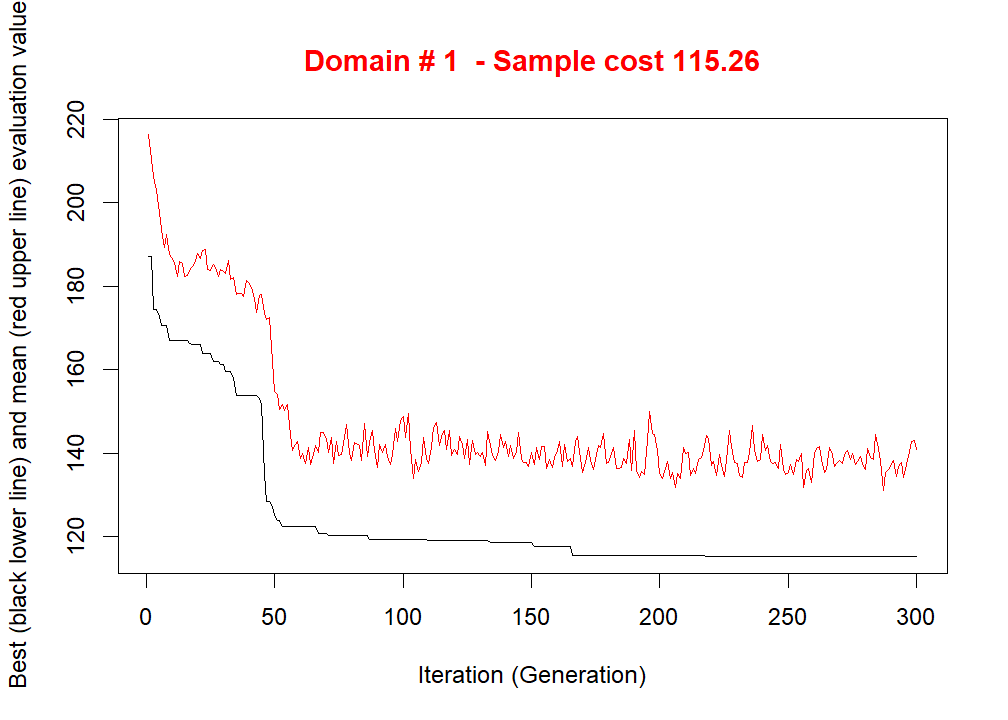 Domain # 1  - Sample cost 115.26
Best (black lower line) and mean (red upper line) evaluation value
220
200
180
160
140
120
0 50 100 150 200 250 300
Iteration (Generation)